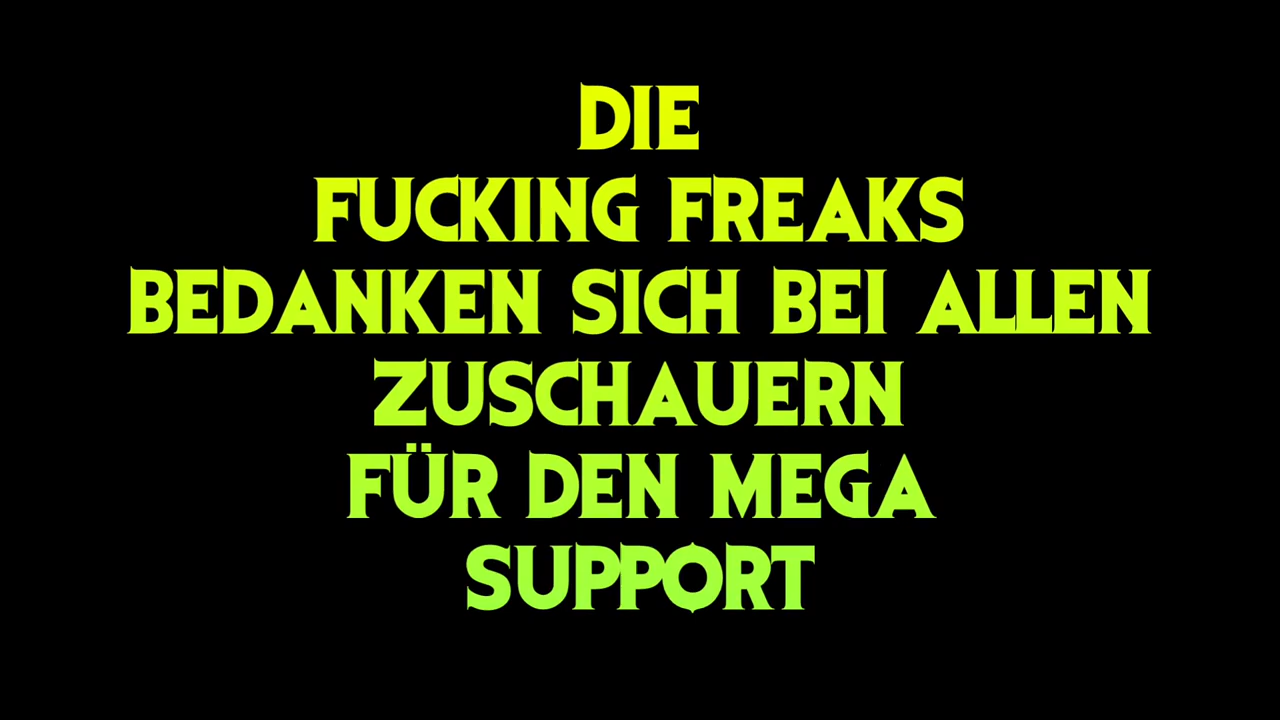 DIE
FUCKING FREAKS
BEDANKEN SICH BEI ALLEN
ZUSCHAUERN
FÜR DEN MEGA
SUPPORT